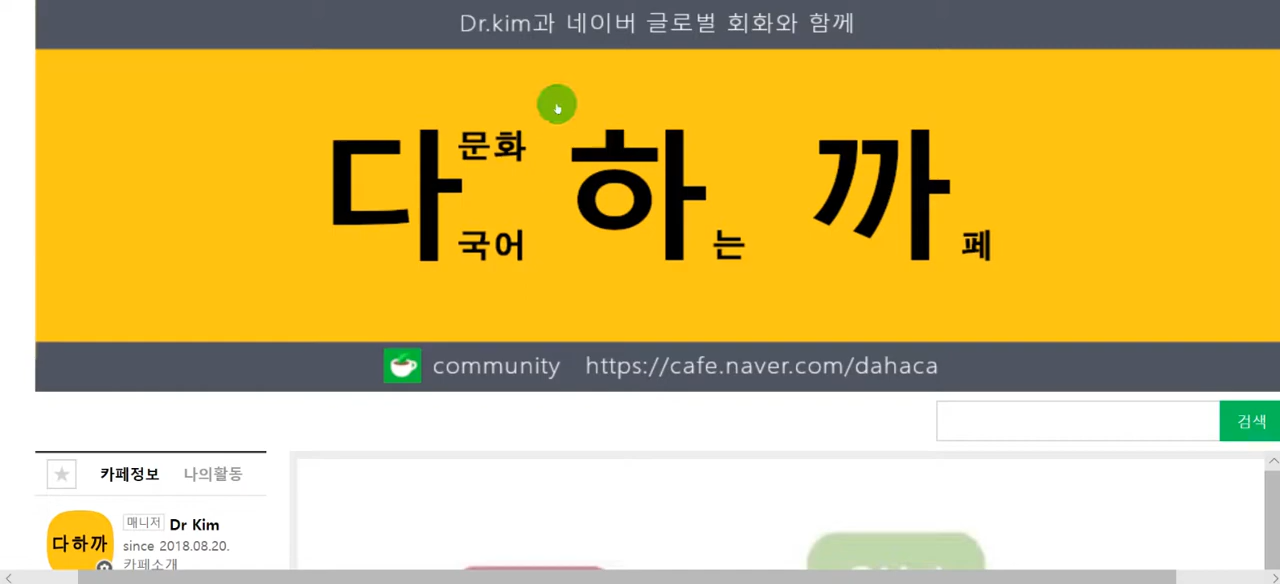 Dr.kim과 네이버 글로벌 회화와 함께
다문화국어 하는 까페
community https://cafe.naver.com/dahaca
검색
카페정보 나의활동
매니저 Dr Kim
다하까
since 2018.08.20.
카페소개